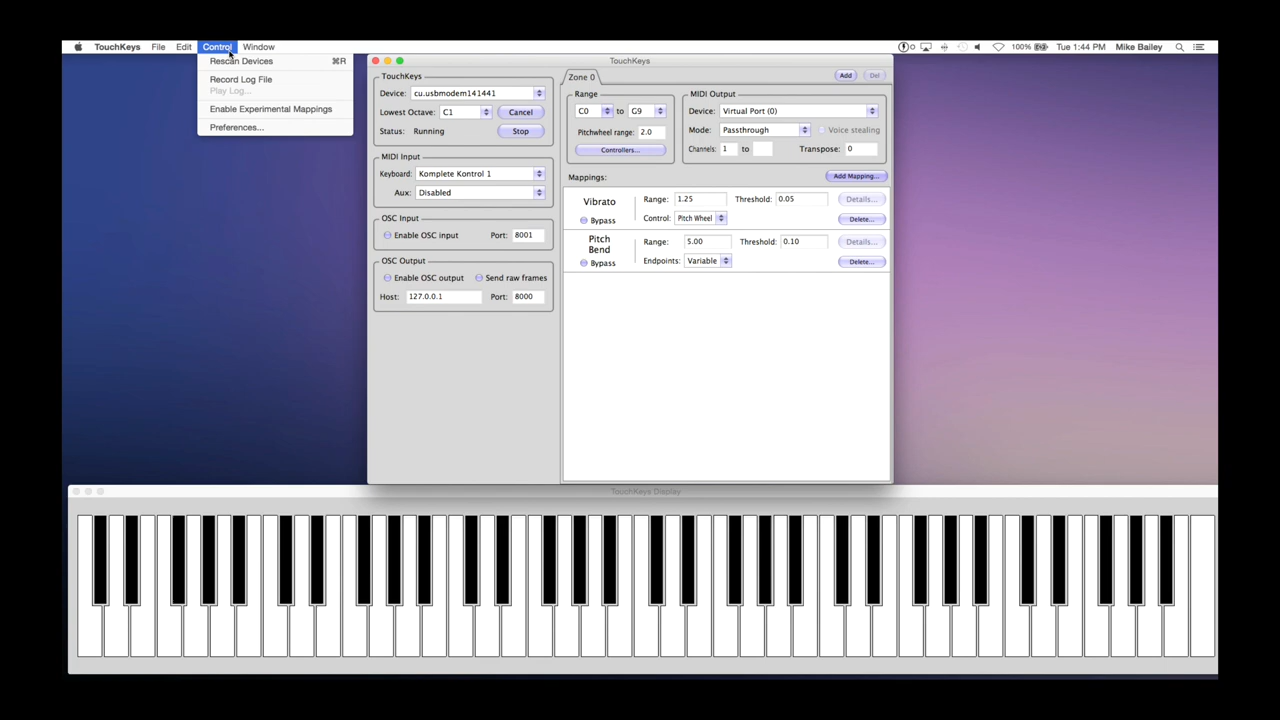 TouchKeys File Edit Control Window 100% Tue 1:44 PM Mike Bailey
Rescan Devices ⌘R
Record Log File
Play Log...
Enable Experimental Mappings
Preferences...
TouchKeys
TouchKeys
Device: cu.usbmodem141441
Lowest Octave: C1 Cancel
Status: Running Stop
MIDI Input
Keyboard: Komplete Kontrol 1
Aux: Disabled
OSC Input
Enable OSC input Port: 8001
OSC Output
Enable OSC output Send raw frames
Host: 127.0.0.1 Port: 8000
Zone 0 Add Del
Range
C0 to G9
Pitchwheel range: 2.0
Controllers...
MIDI Output
Device: Virtual Port (0)
Mode: Passthrough Voice stealing
Channels: 1 to Transpose: 0
Mappings: Add Mapping...
Vibrato Range: 1.25 Threshold: 0.05 Details...
Bypass Control: Pitch Wheel Delete...
Pitch
Bend Range: 5.00 Threshold: 0.10 Details...
Bypass Endpoints: Variable Delete...
TouchKeys Display